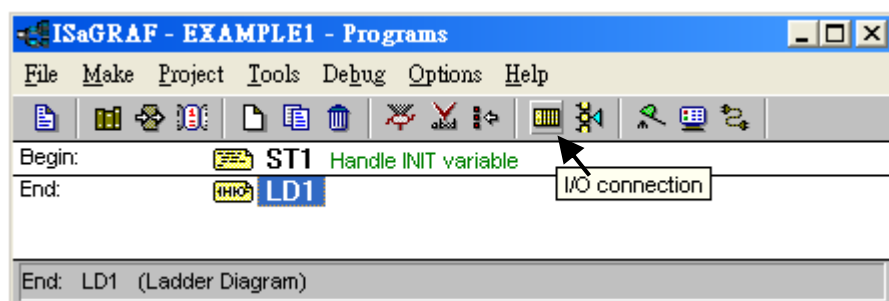 ISaGRAF - EXAMPLE1 - Programs
File Make Project Tools Debug Options Help
Begin: ST1 Handle INIT variable
End: LD1
I/O connection
End: LD1 (Ladder Diagram)